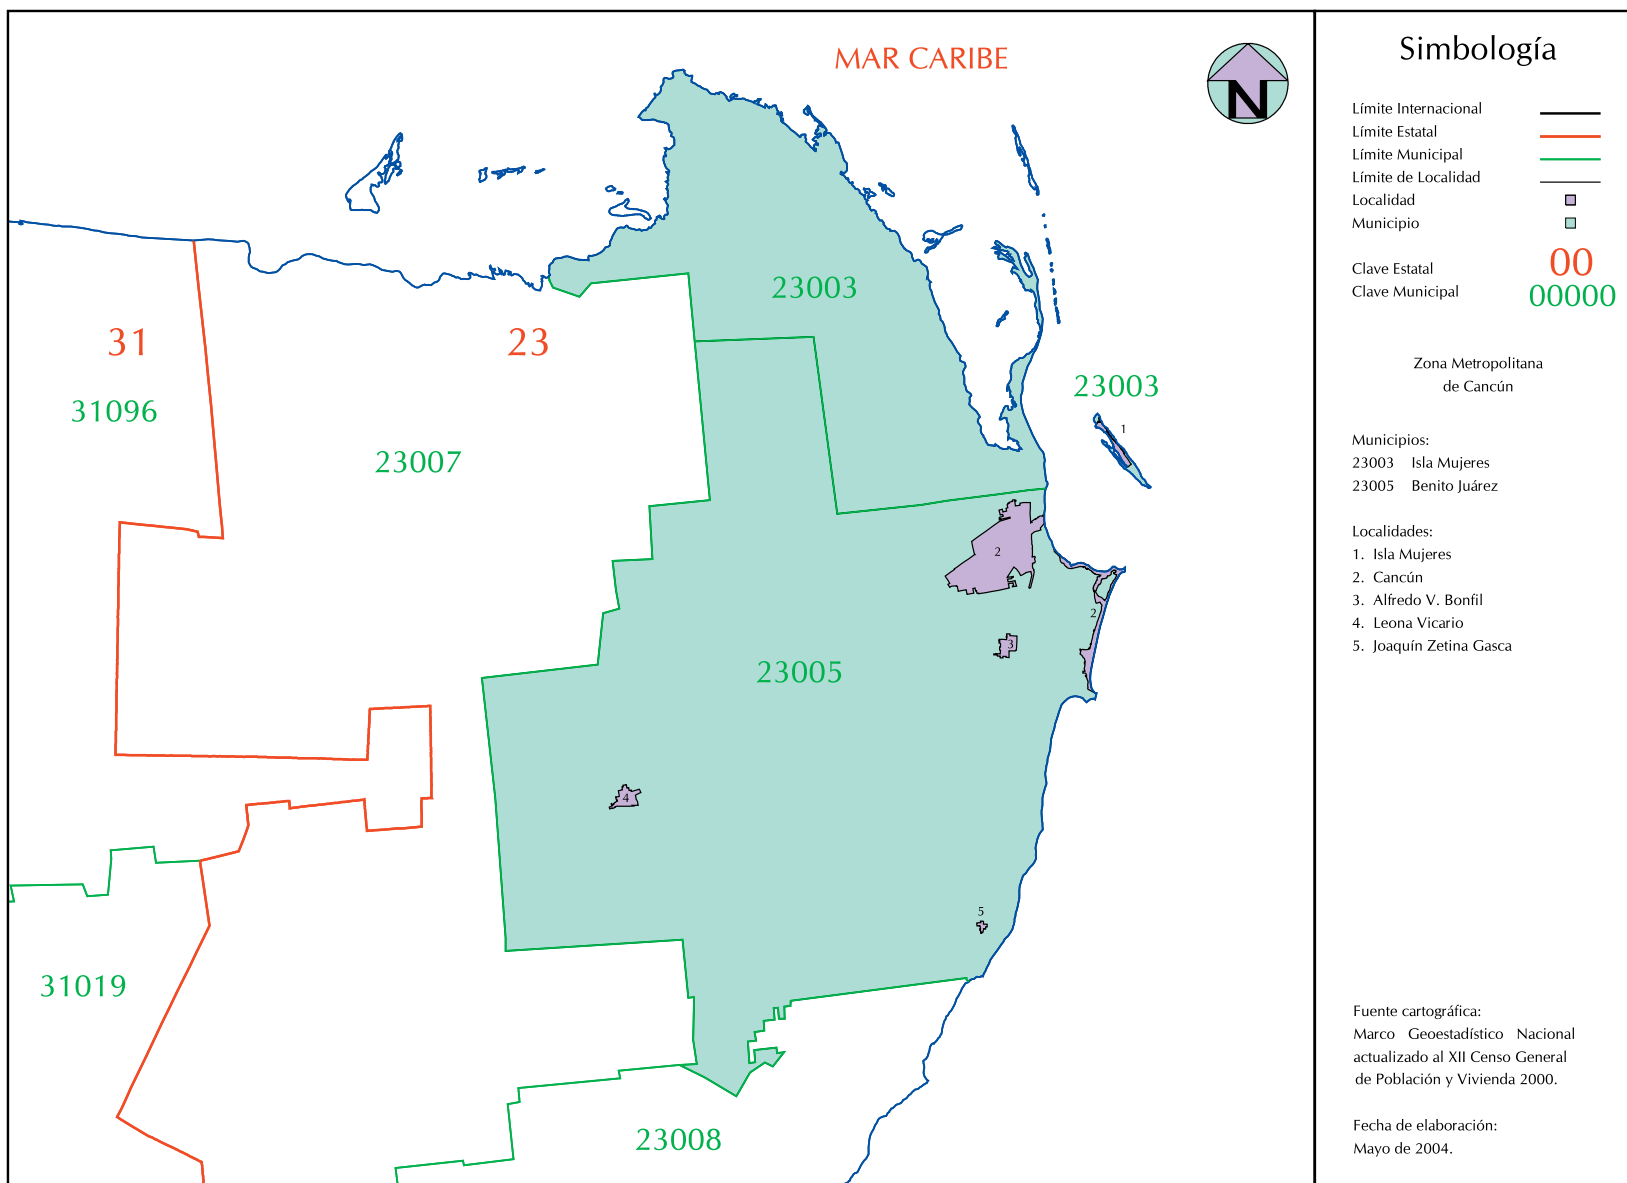 MAR CARIBE
N
31
23
31096
23007
23003
23003
1
2
2
3
23005
4
5
31019
23008
Simbología
Límite Internacional
Límite Estatal
Límite Municipal
Límite de Localidad
Localidad
Municipio
Clave Estatal 00
Clave Municipal 00000
Zona Metropolitana
de Cancún
Municipios:
23003 Isla Mujeres
23005 Benito Juárez
Localidades:
1. Isla Mujeres
2. Cancún
3. Alfredo V. Bonfil
4. Leona Vicario
5. Joaquín Zetina Gasca
Fuente cartográfica:
Marco Geoestadístico Nacional
actualizado al XII Censo General
de Población y Vivienda 2000.
Fecha de elaboración:
Mayo de 2004.